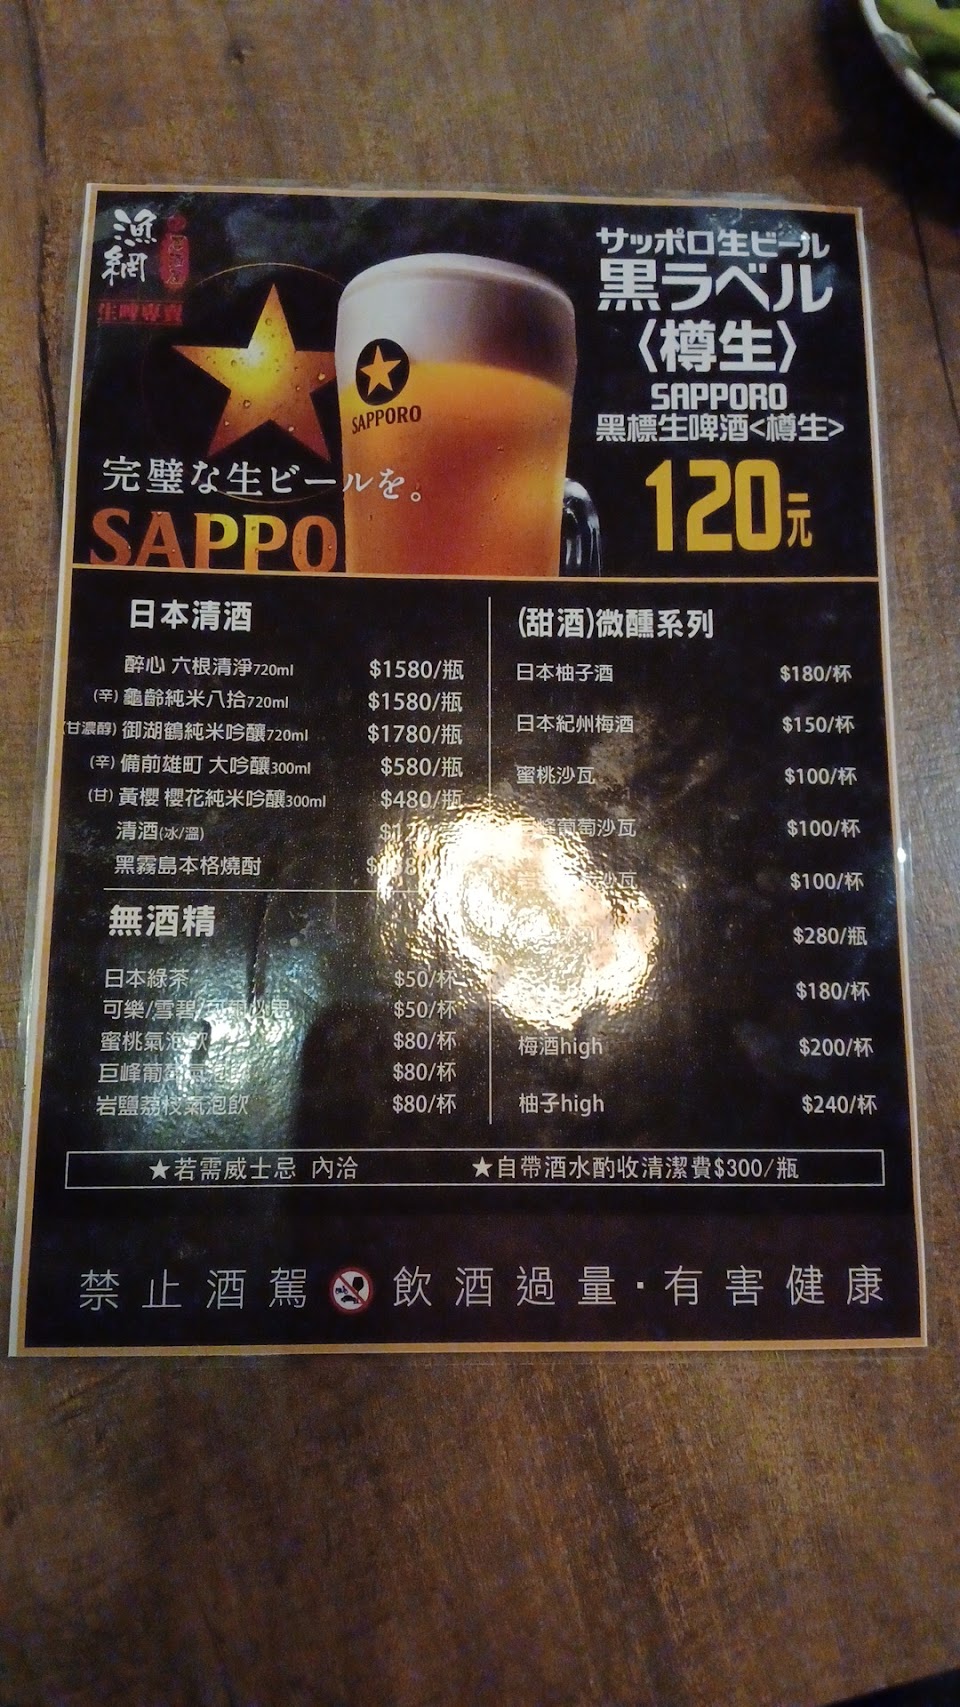 漁網
生啤專賣
サッポロ生ビール
黒ラベル
〈樽生〉
SAPPORO
黑標生啤酒<樽生>
120元
SAPPORO
完璧な生ビールを。
SAPPO
日本清酒
醉心 六根清淨720ml $1580/瓶
(辛) 龜齡純米八拾720ml $1580/瓶
(甘濃醇) 御湖鶴純米吟釀720ml $1780/瓶
(辛) 備前雄町 大吟釀300ml $580/瓶
(甘) 黃櫻 櫻花純米吟釀300ml $480/瓶
清酒(冰/溫)
黑霧島本格燒酎
無酒精
日本綠茶 $50/杯
可樂/雪碧/ $50/杯
蜜桃氣泡飲 $80/杯
巨峰葡 $80/杯
岩鹽荔枝氣泡飲 $80/杯
(甜酒)微醺系列
日本柚子酒 $180/杯
日本紀州梅酒 $150/杯
蜜桃沙瓦 $100/杯
峰葡萄沙瓦 $100/杯
沙瓦 $100/杯
$280/瓶
$180/杯
梅酒high $200/杯
柚子high $240/杯
★若需威士忌 內洽 ★自帶酒水酌收清潔費$300/瓶
禁止酒駕 飲酒過量·有害健康